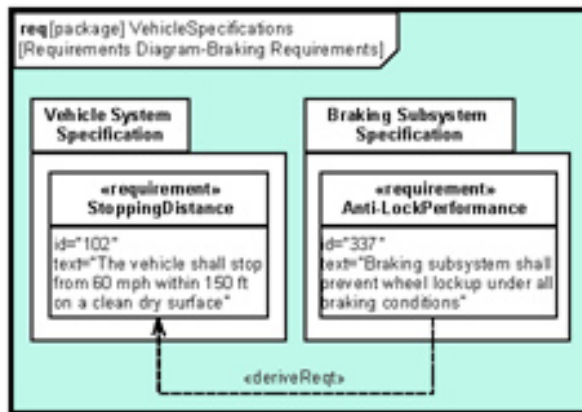 req[package] VehicleSpecifications
[Requirements Diagram-Braking Requirements]
Vehicle System
Specification
Braking Subsystem
Specification
«requirement»
StoppingDistance
id="102"
text="The vehicle shall stop
from 60 mph within 150 ft
on a clean dry surface"
«requirement»
Anti-LockPerformance
id="337"
text="Braking subsystem shall
prevent wheel lockup under all
braking conditions"
«deriveReqt»